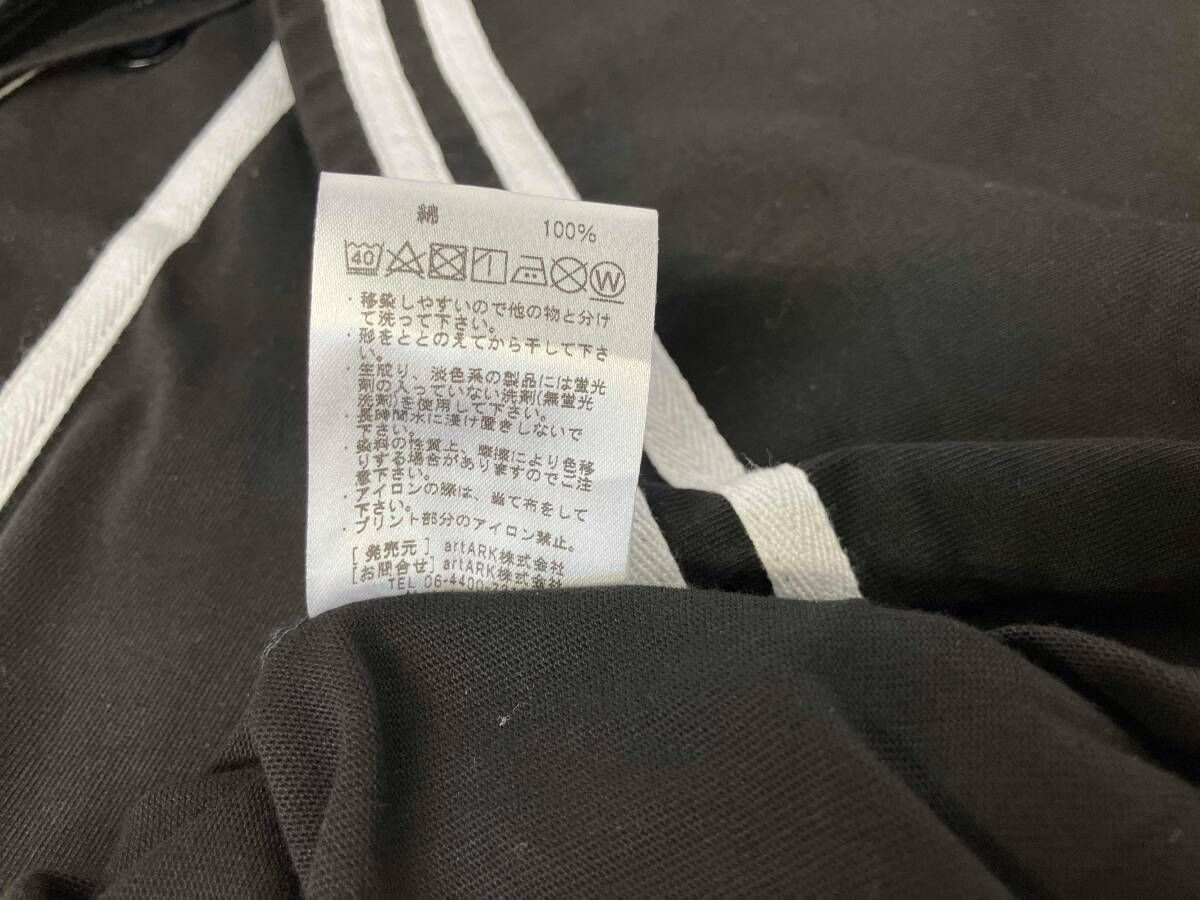 綿 100%
40 W
・移染しやすいので他の物と分け
て洗って下さい。
・形をととのえてから干して下さ
い。
・生成り、淡色系の製品には蛍光
剤の入っていない洗剤(無蛍光
洗剤)を使用して下さい。
・長時間水に浸け置きしないで
下さい。
・染料の性質上、摩擦により色移
りする場合がありますのでご注
意下さい。
・アイロンの際は、当て布をして
下さい。
・プリント部分のアイロン禁止。
[ 発売元 ] artARK株式会社
[お問合せ] artARK株式会社
TEL 06-4400-